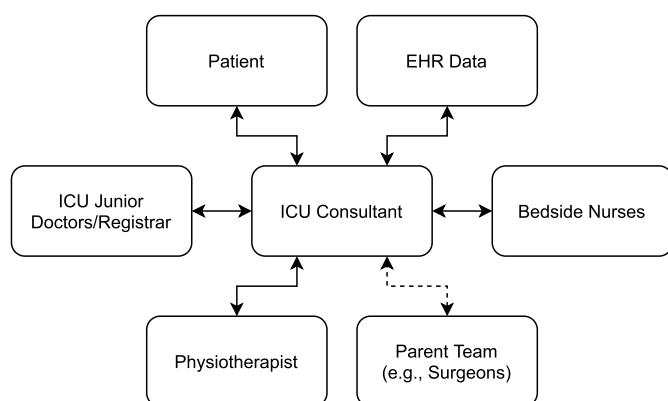 Patient
EHR Data
ICU Junior
Doctors/Registrar
ICU Consultant
Bedside Nurses
Physiotherapist
Parent Team
(e.g., Surgeons)